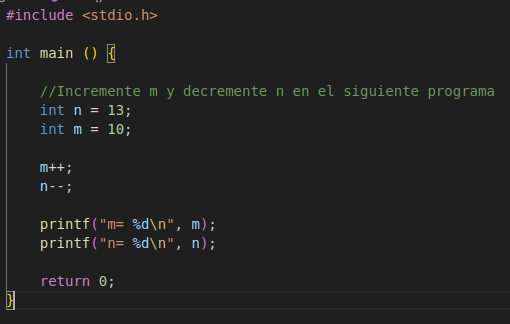 #include <stdio.h>
int main () {
//Incremente m y decremente n en el siguiente programa
int n = 13;
int m = 10;
m++;
n--;
printf("m= %d\n", m);
printf("n= %d\n", n);
return 0;
}